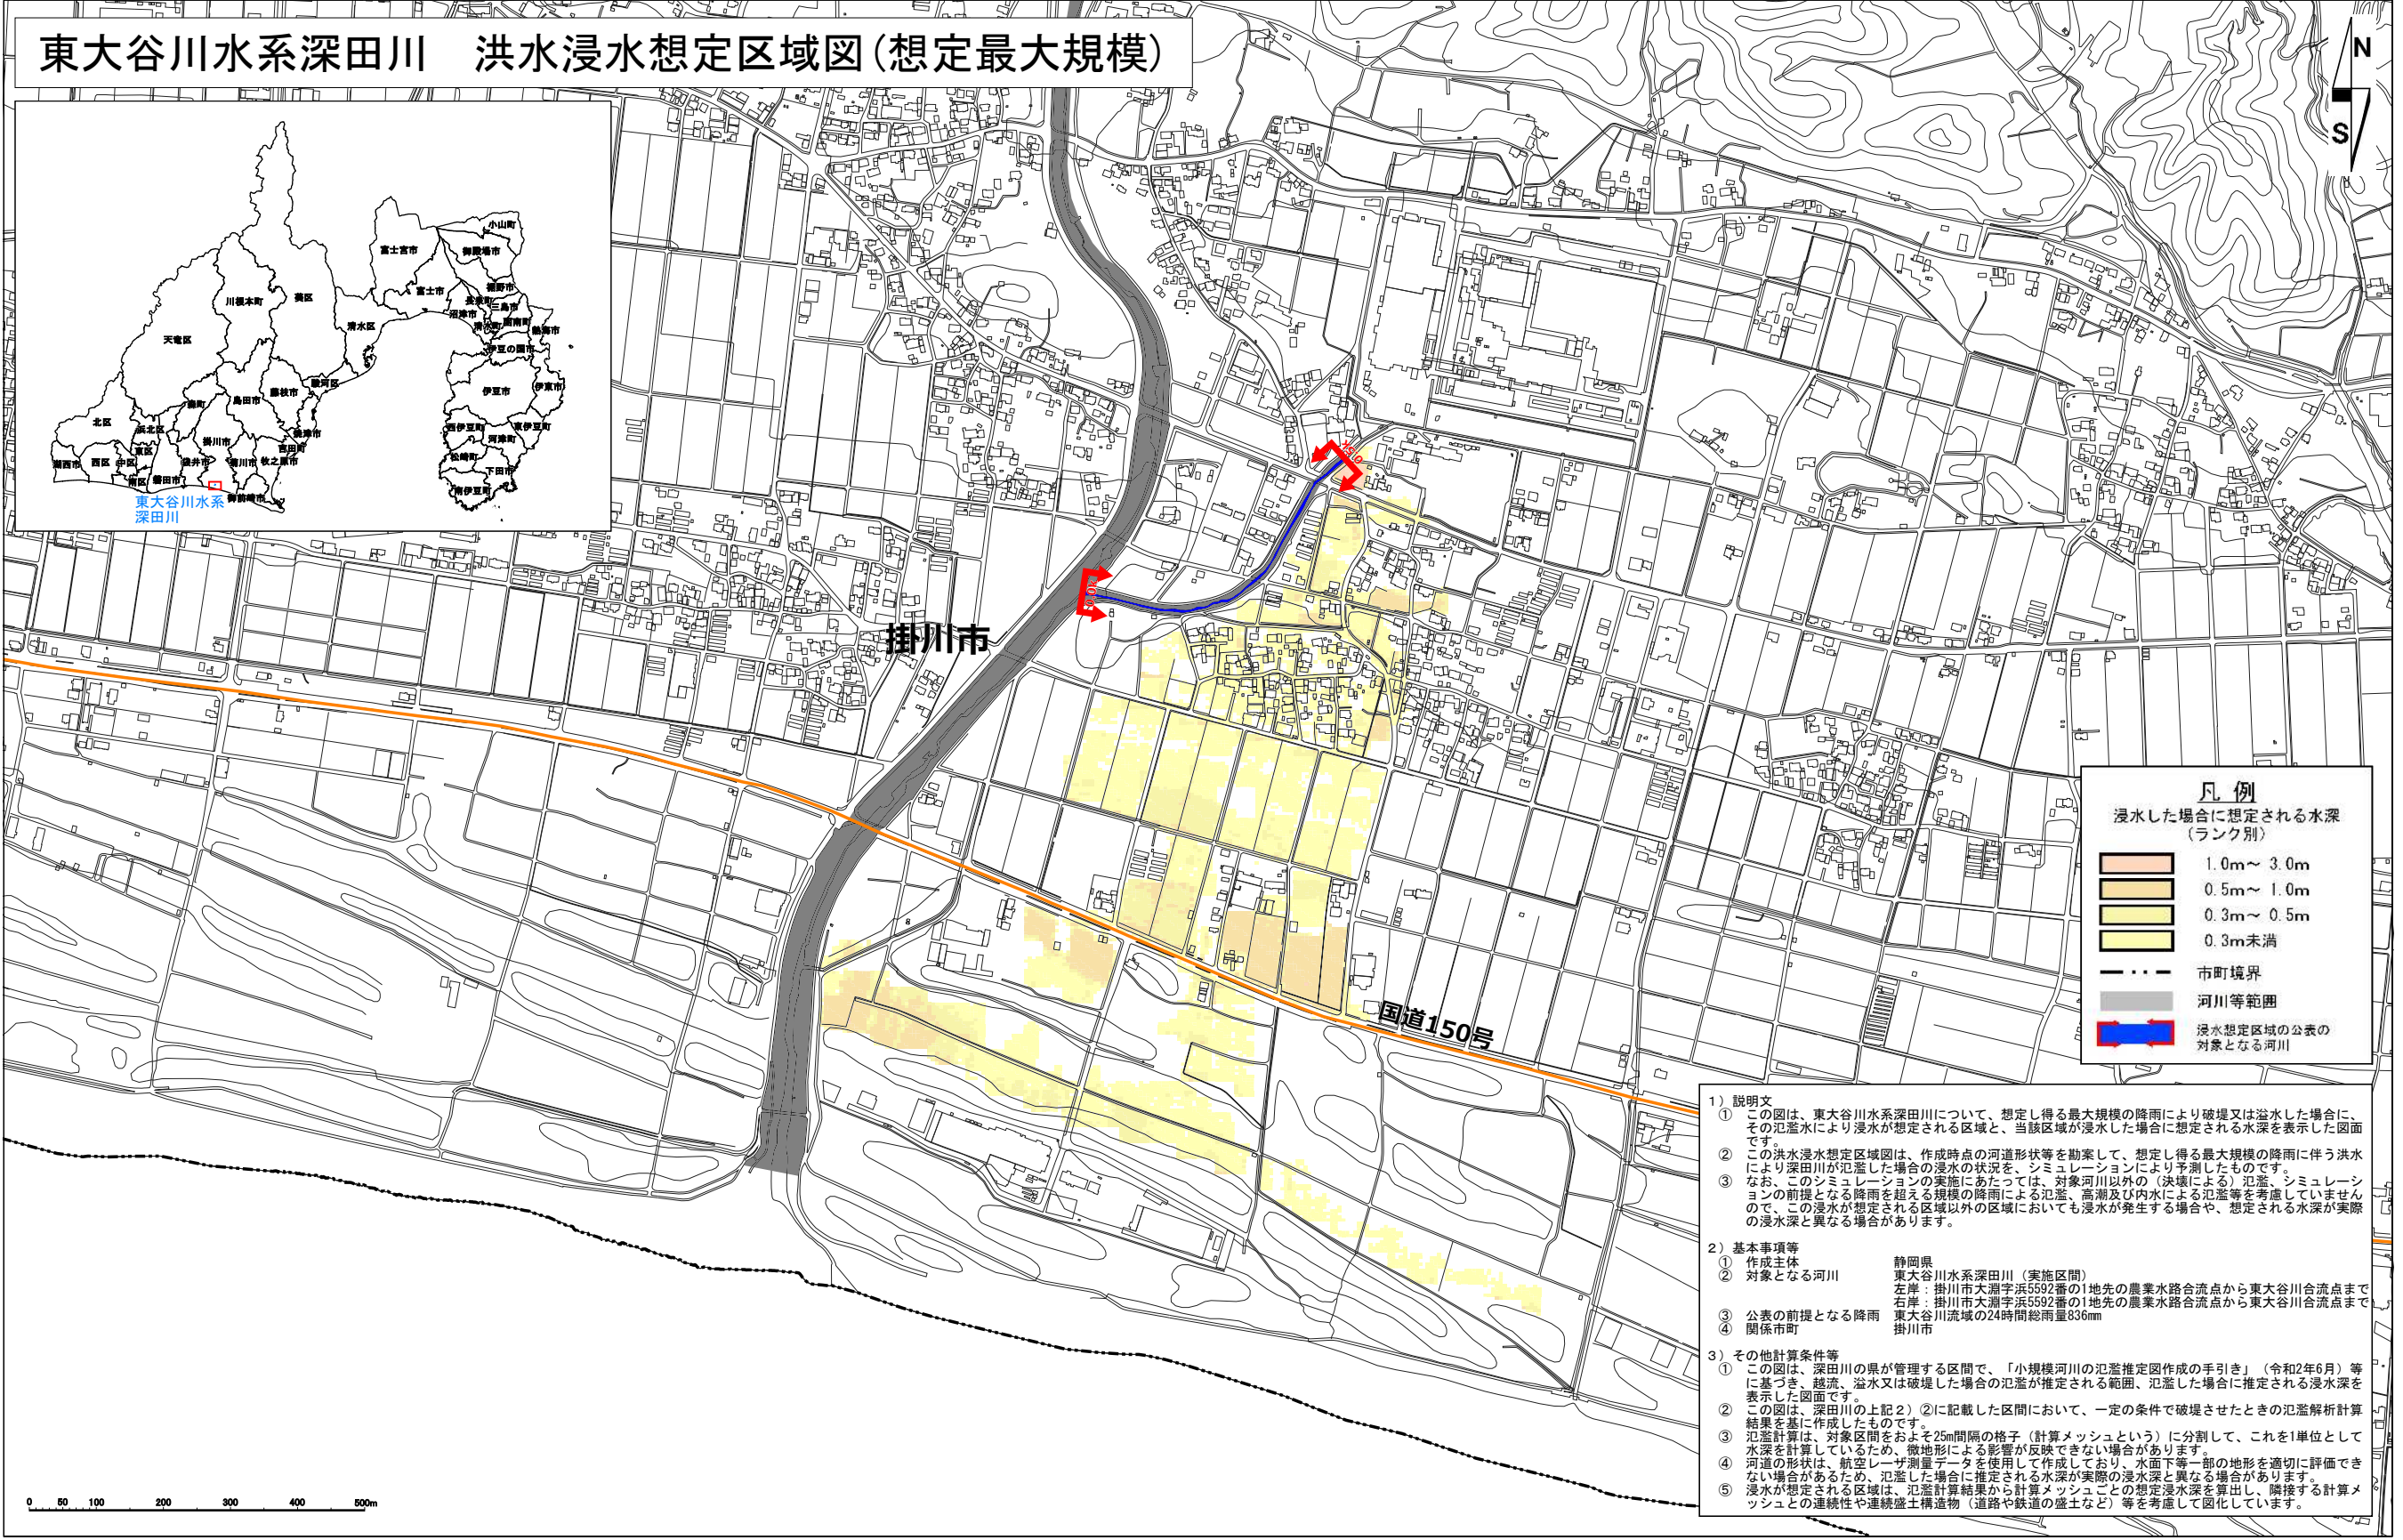 東大谷川水系深田川　洪水浸水想定区域図(想定最大規模)
N
S
小山町
富士宮市
御殿場市
裾野市
富士市
長泉町
三島市
沼津市
清水町
函南町
熱海市
伊豆の国市
川根本町
葵区
清水区
天竜区
伊豆市
伊東市
駿河区
藤枝市
島田市
森町
北区
浜北区
焼津市
西伊豆町
東伊豆町
河津町
掛川市
吉田町
東区
松崎町
湖西市
西区
中区
袋井市
菊川市
牧之原市
下田市
南区
磐田市
南伊豆町
御前崎市
東大谷川水系
深田川
掛川市
国道150号
凡 例
浸水した場合に想定される水深
(ランク別)
1.0m～ 3.0m
0.5m～ 1.0m
0.3m～ 0.5m
0.3m未満
市町境界
河川等範囲
浸水想定区域の公表の
対象となる河川
1）説明文
① この図は、東大谷川水系深田川について、想定し得る最大規模の降雨により破堤又は溢水した場合に、
その氾濫水により浸水が想定される区域と、当該区域が浸水した場合に想定される水深を表示した図面
です。
② この洪水浸水想定区域図は、作成時点の河道形状等を勘案して、想定し得る最大規模の降雨に伴う洪水
により深田川が氾濫した場合の浸水の状況を、シミュレーションにより予測したものです。
③ なお、このシミュレーションの実施にあたっては、対象河川以外の（決壊による）氾濫、シミュレーシ
ョンの前提となる降雨を超える規模の降雨による氾濫、高潮及び内水による氾濫等を考慮していません
ので、この浸水が想定される区域以外の区域においても浸水が発生する場合や、想定される水深が実際
の浸水深と異なる場合があります。
2）基本事項等
① 作成主体 静岡県
② 対象となる河川 東大谷川水系深田川（実施区間）
左岸：掛川市大淵字浜5592番の1地先の農業水路合流点から東大谷川合流点まで
右岸：掛川市大淵字浜5592番の1地先の農業水路合流点から東大谷川合流点まで
③ 公表の前提となる降雨 東大谷川流域の24時間総雨量836mm
④ 関係市町 掛川市
3）その他計算条件等
① この図は、深田川の県が管理する区間で、「小規模河川の氾濫推定図作成の手引き」（令和2年6月）等
に基づき、越流、溢水又は破堤した場合の氾濫が推定される範囲、氾濫した場合に推定される浸水深を
表示した図面です。
② この図は、深田川の上記２）②に記載した区間において、一定の条件で破堤させたときの氾濫解析計算
結果を基に作成したものです。
③ 氾濫計算は、対象区間をおよそ25m間隔の格子（計算メッシュという）に分割して、これを1単位として
水深を計算しているため、微地形による影響が反映できない場合があります。
④ 河道の形状は、航空レーザ測量データを使用して作成しており、水面下等一部の地形を適切に評価でき
ない場合があるため、氾濫した場合に推定される水深が実際の浸水深と異なる場合があります。
⑤ 浸水が想定される区域は、氾濫計算結果から計算メッシュごとの想定浸水深を算出し、隣接する計算メ
ッシュとの連続性や連続盛土構造物（道路や鉄道の盛土など）等を考慮して図化しています。
0 50 100 200 300 400 500m